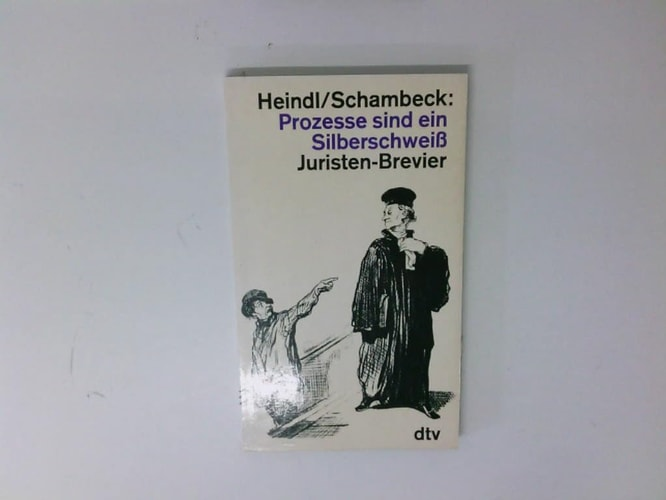 Heindl/Schambeck:
Prozesse sind ein
Silberschweiß
Juristen-Brevier
dtv